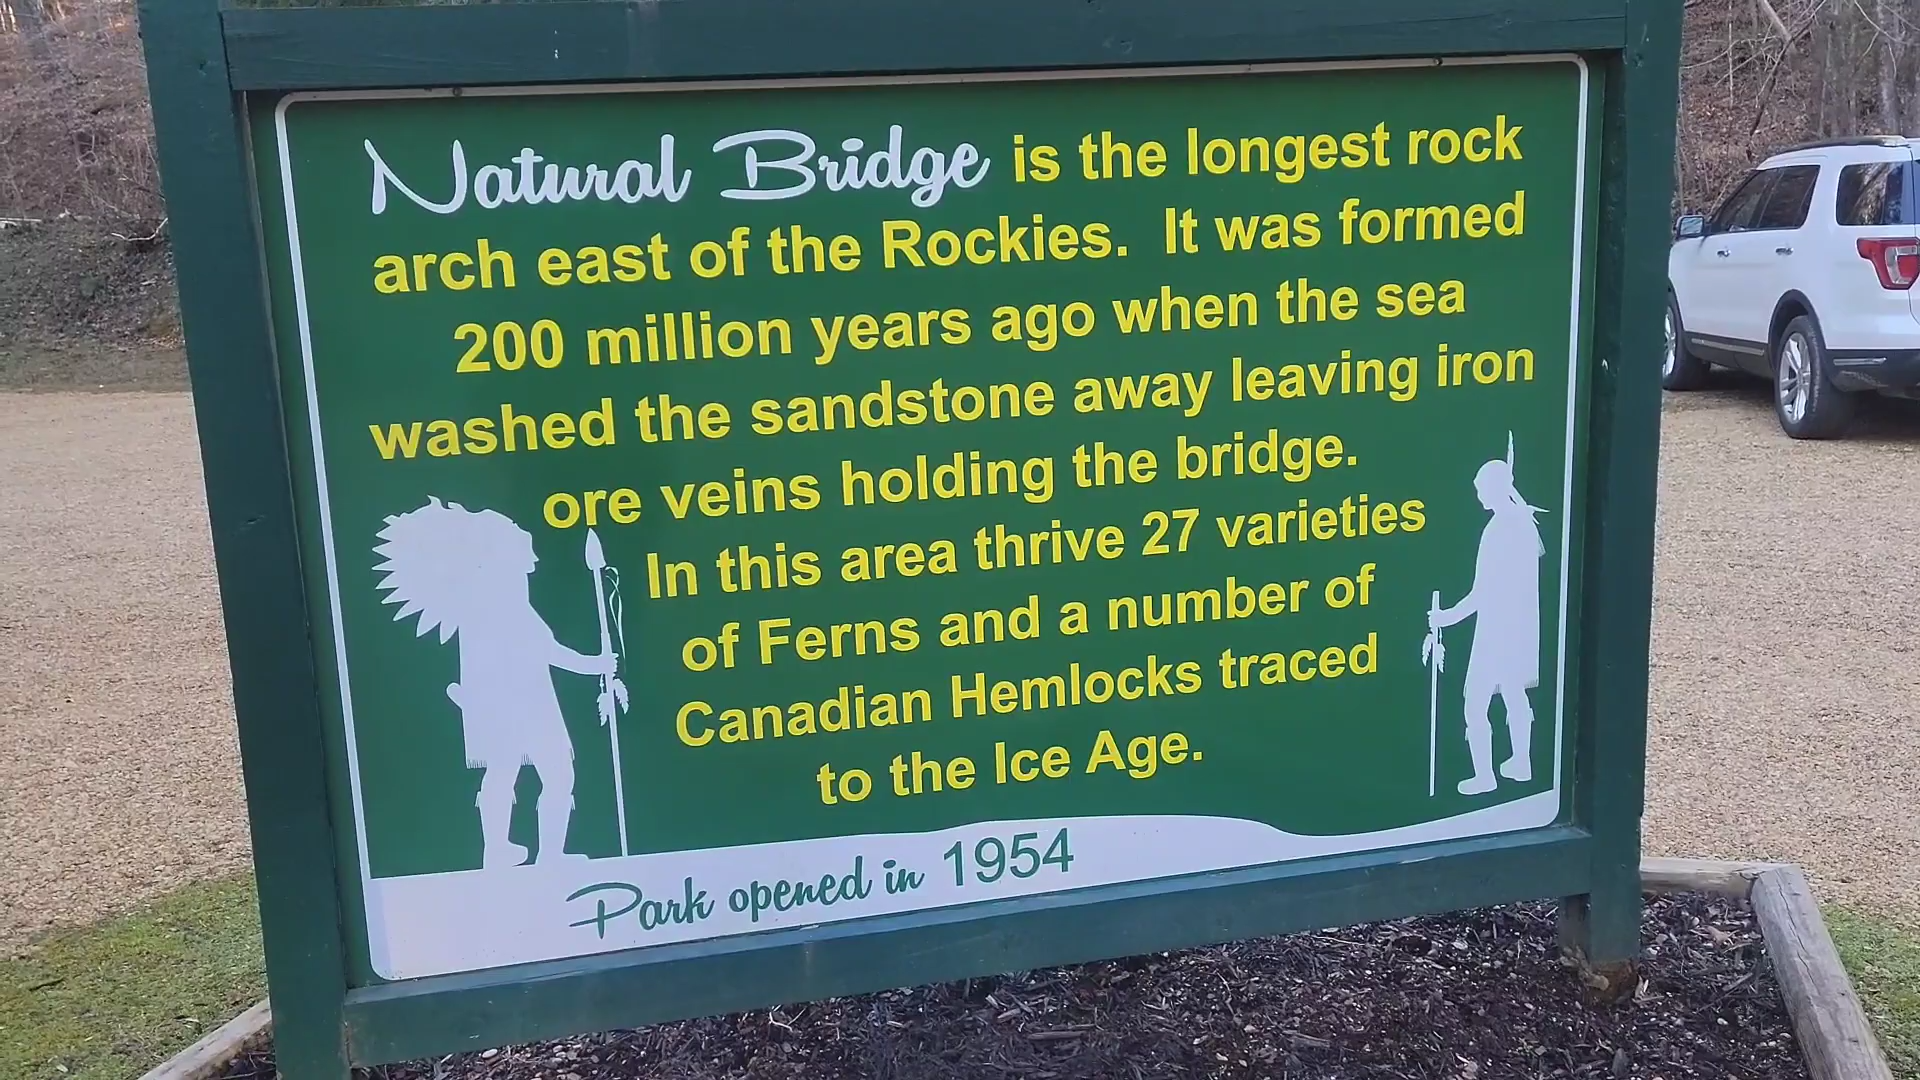 Natural Bridge is the longest rock
arch east of the Rockies. It was formed
200 million years ago when the sea
washed the sandstone away leaving iron
ore veins holding the bridge.
In this area thrive 27 varieties
of Ferns and a number of
Canadian Hemlocks traced
to the Ice Age.
Park opened in 1954